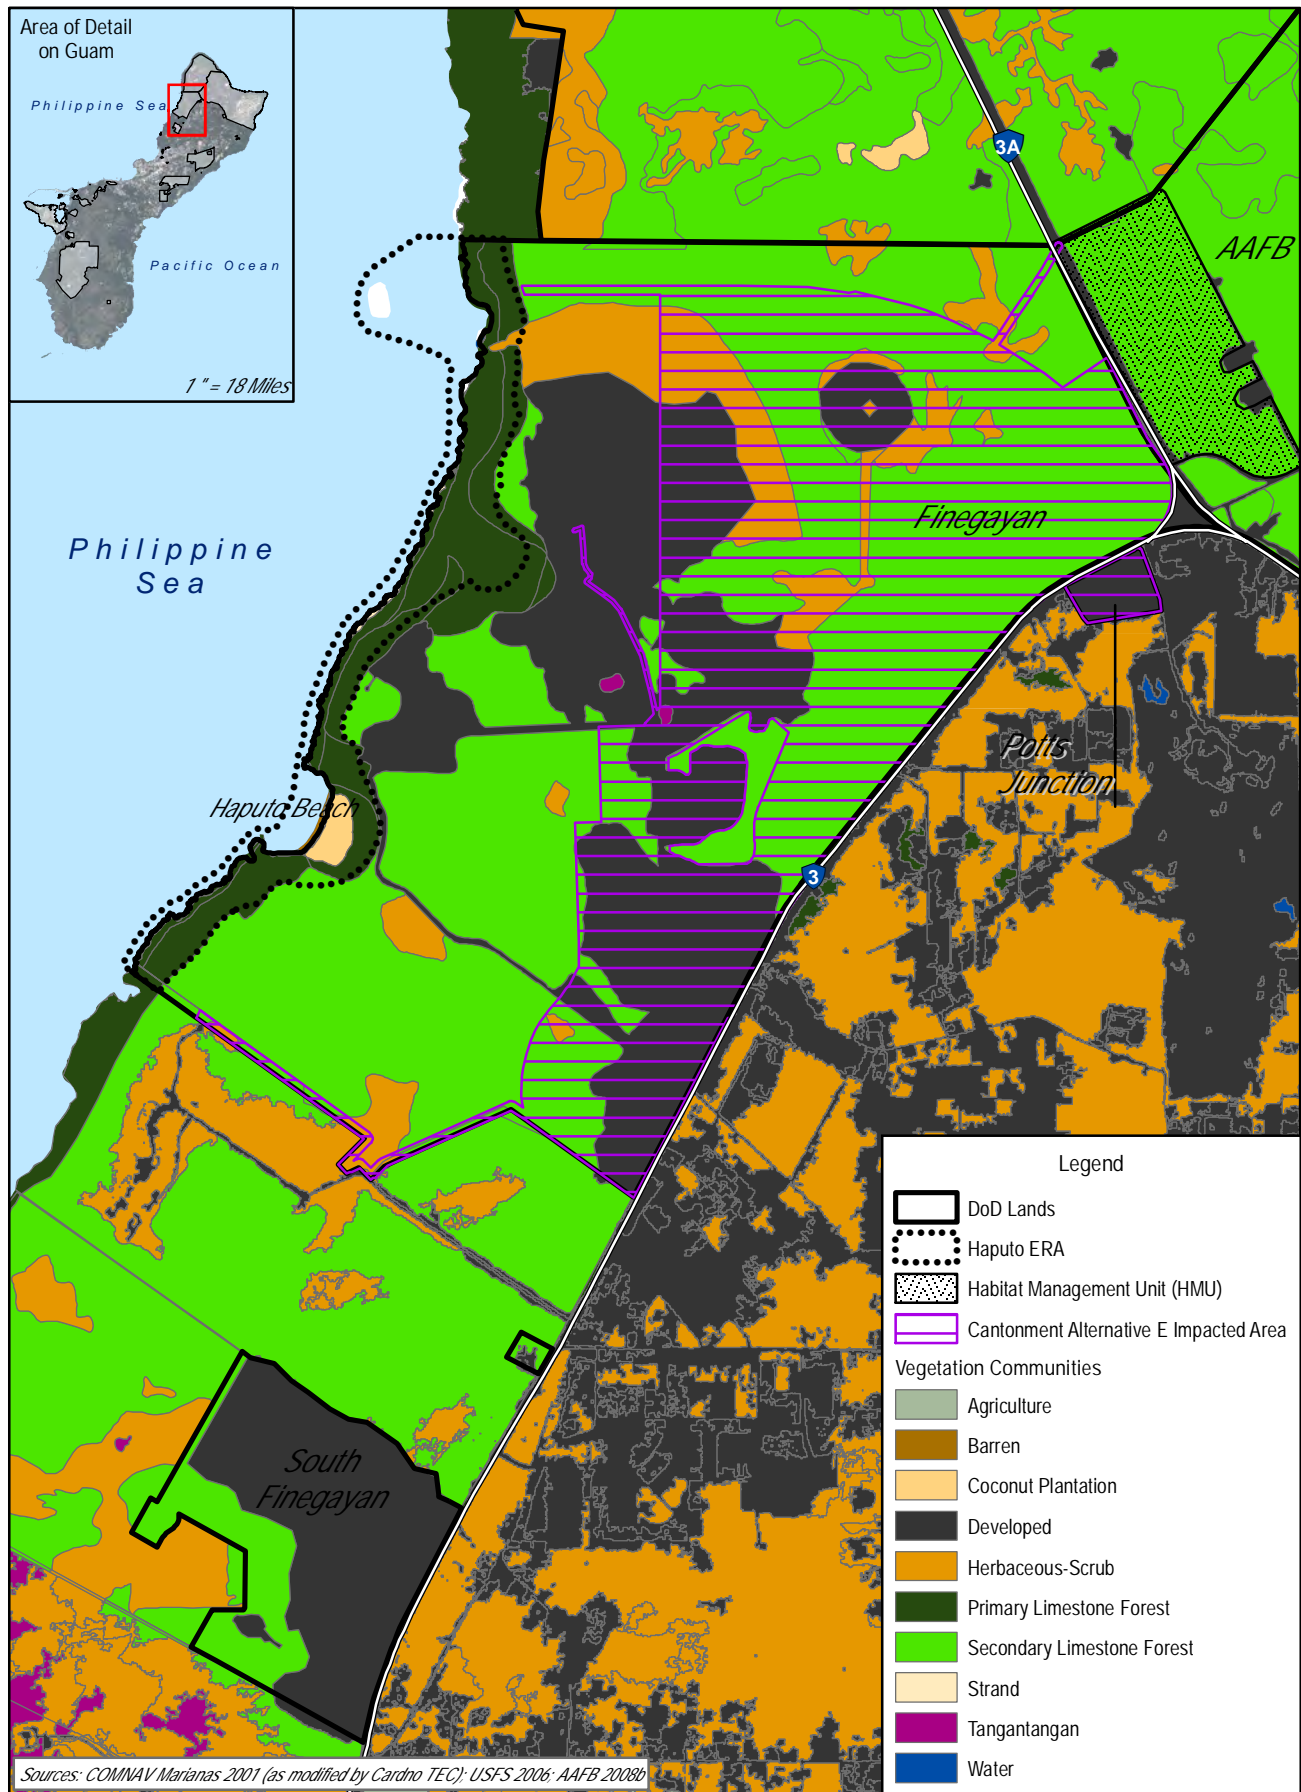 Area of Detail
on Guam
Philippine Sea
Pacific Ocean
1 " = 18 Miles
3A
AAFB
Philippine
Sea
Finegayan
Potts
Junction
Haputo Beach
3
South
Finegayan
Legend
DoD Lands
Haputo ERA
Habitat Management Unit (HMU)
Cantonment Alternative E Impacted Area
Vegetation Communities
Agriculture
Barren
Coconut Plantation
Developed
Herbaceous-Scrub
Primary Limestone Forest
Secondary Limestone Forest
Strand
Tangantangan
Water
Sources: COMNAV Marianas 2001 (as modified by Cardno TEC); USFS 2006; AAFB 2008b